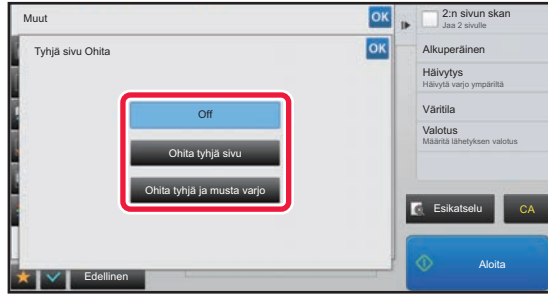 Muut
OK
Tyhjä sivu Ohita
OK
Off
Ohita tyhjä sivu
Ohita tyhjä ja musta varjo
Edellinen
2:n sivun skan
Jaa 2 sivulle
Alkuperäinen
Häivytys
Häivytä varjo ympäriltä
Väritila
Valotus
Määritä lähetyksen valotus
Esikatselu
CA
Aloita